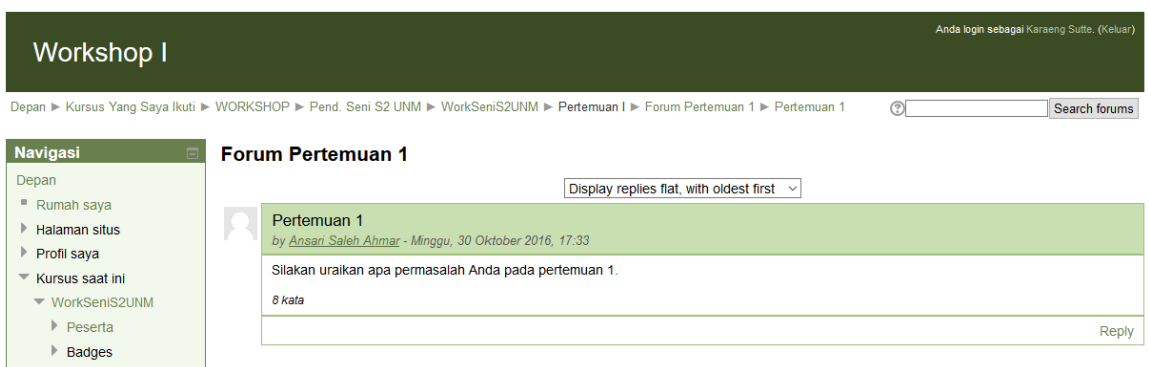 Anda login sebagai Karaeng Sutte. (Keluar)
Workshop I
Depan ► Kursus Yang Saya Ikuti ► WORKSHOP ► Pend. Seni S2 UNM ► WorkSeniS2UNM ► Pertemuan I ► Forum Pertemuan 1 ► Pertemuan 1
Search forums
Navigasi
Depan
Rumah saya
Halaman situs
Profil saya
Kursus saat ini
WorkSeniS2UNM
Peserta
Badges
Forum Pertemuan 1
Display replies flat, with oldest first
Pertemuan 1
by Ansari Saleh Ahmar - Minggu, 30 Oktober 2016, 17:33
Silakan uraikan apa permasalah Anda pada pertemuan 1.
8 kata
Reply